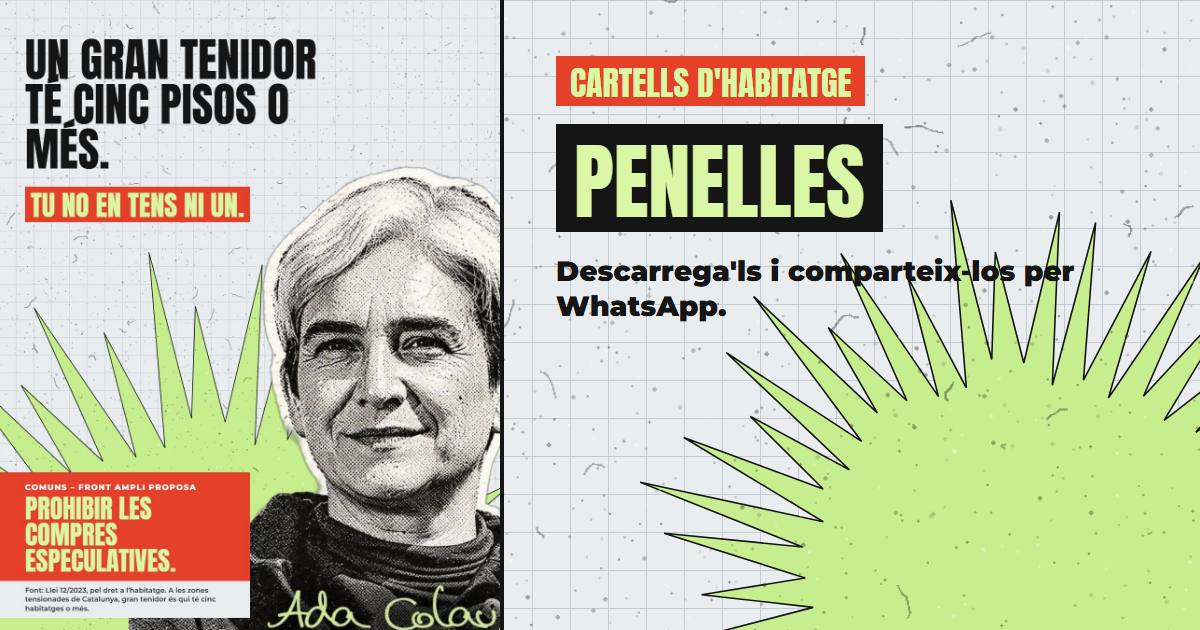 UN GRAN TENIDOR
TÉ CINC PISOS O
MÉS.
TU NO EN TENS NI UN.
COMUNS – FRONT AMPLI PROPOSA
PROHIBIR LES
COMPRES
ESPECULATIVES.
Font: Llei 12/2023, pel dret a l'habitatge. A les zones
tensionades de Catalunya, gran tenidor és qui té cinc
habitatges o més.
Ada Colau
CARTELLS D'HABITATGE
PENELLES
Descarrega'ls i comparteix-los per
WhatsApp.